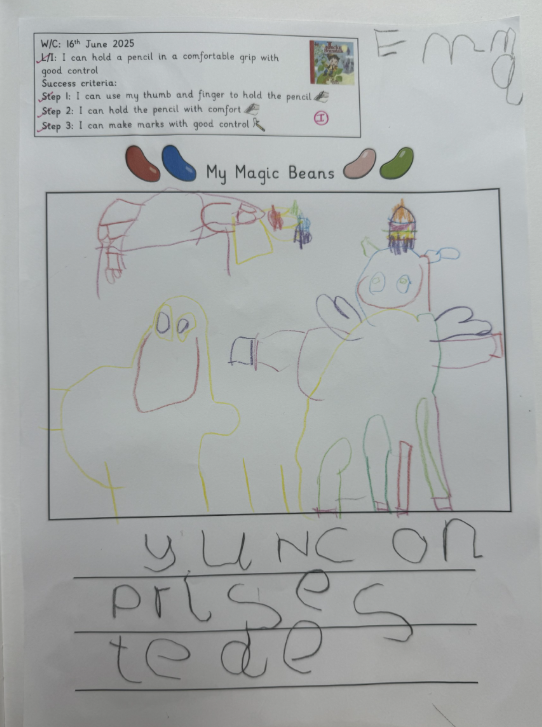 W/C: 16th June 2025
L/I: I can hold a pencil in a comfortable grip with
good control
Success criteria:
Step 1: I can use my thumb and finger to hold the pencil
Step 2: I can hold the pencil with comfort
Step 3: I can make marks with good control
I
Emma
My Magic Beans
yunc on
prises
tede